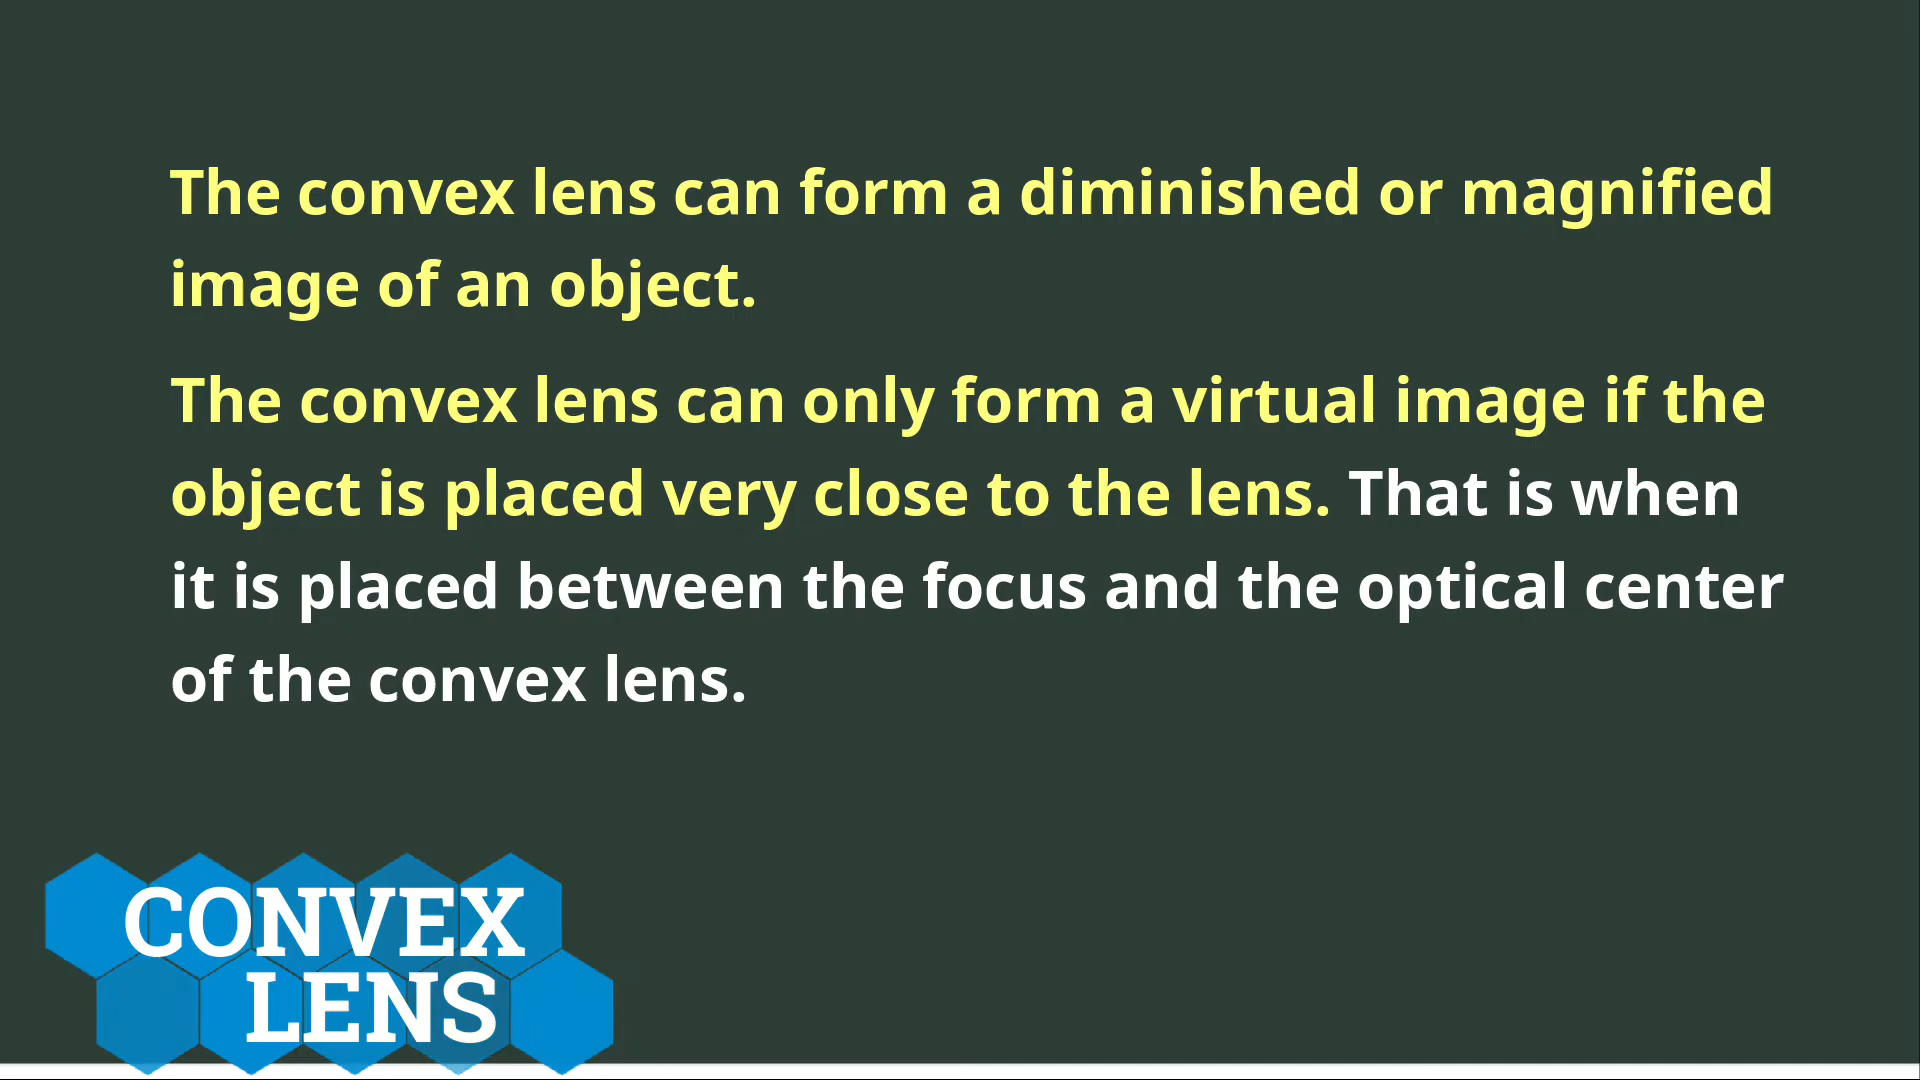 The convex lens can form a diminished or magnified
image of an object.
The convex lens can only form a virtual image if the
object is placed very close to the lens. That is when
it is placed between the focus and the optical center
of the convex lens.
CONVEX
LENS